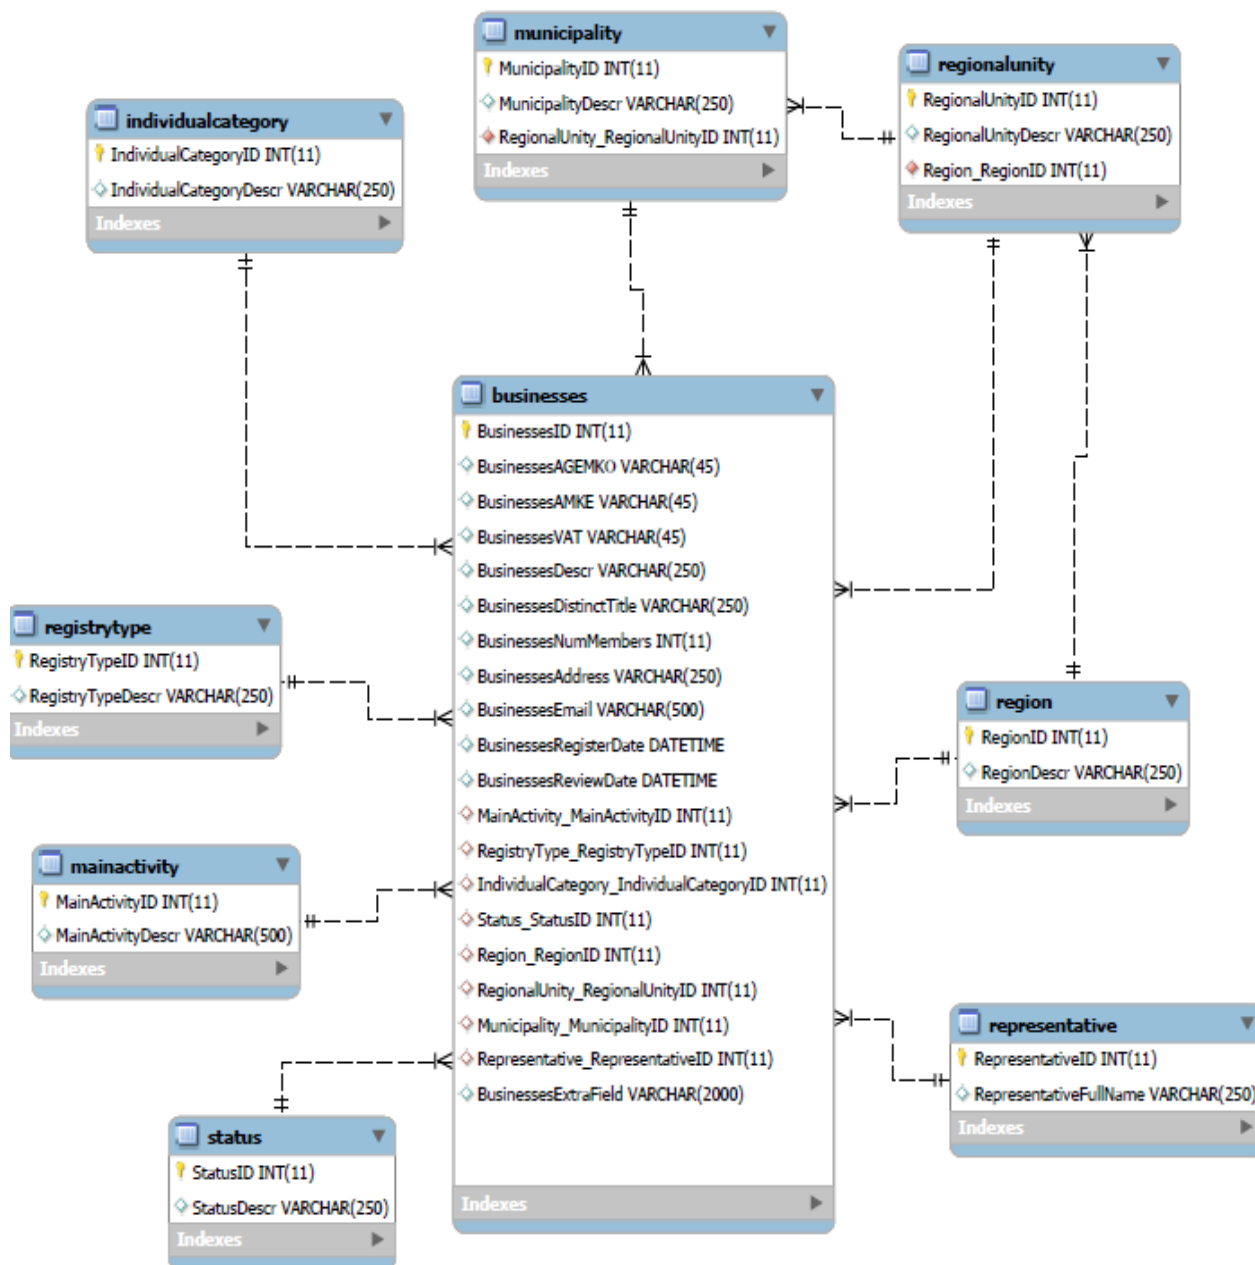 municipality
MunicipalityID INT(11)
MunicipalityDescr VARCHAR(250)
RegionalUnity_RegionalUnityID INT(11)
Indexes
regionalunity
RegionalUnityID INT(11)
RegionalUnityDescr VARCHAR(250)
Region_RegionID INT(11)
Indexes
individualcategory
IndividualCategoryID INT(11)
IndividualCategoryDescr VARCHAR(250)
Indexes
businesses
BusinessesID INT(11)
BusinessesAGEMKO VARCHAR(45)
BusinessesAMKE VARCHAR(45)
BusinessesVAT VARCHAR(45)
BusinessesDescr VARCHAR(250)
BusinessesDistinctTitle VARCHAR(250)
BusinessesNumMembers INT(11)
BusinessesAddress VARCHAR(250)
BusinessesEmail VARCHAR(500)
BusinessesRegisterDate DATETIME
BusinessesReviewDate DATETIME
MainActivity_MainActivityID INT(11)
RegistryType_RegistryTypeID INT(11)
IndividualCategory_IndividualCategoryID INT(11)
Status_StatusID INT(11)
Region_RegionID INT(11)
RegionalUnity_RegionalUnityID INT(11)
Municipality_MunicipalityID INT(11)
Representative_RepresentativeID INT(11)
BusinessesExtraField VARCHAR(2000)
Indexes
registrytype
RegistryTypeID INT(11)
RegistryTypeDescr VARCHAR(250)
Indexes
region
RegionID INT(11)
RegionDescr VARCHAR(250)
Indexes
mainactivity
MainActivityID INT(11)
MainActivityDescr VARCHAR(500)
Indexes
representative
RepresentativeID INT(11)
RepresentativeFullName VARCHAR(250)
Indexes
status
StatusID INT(11)
StatusDescr VARCHAR(250)
Indexes